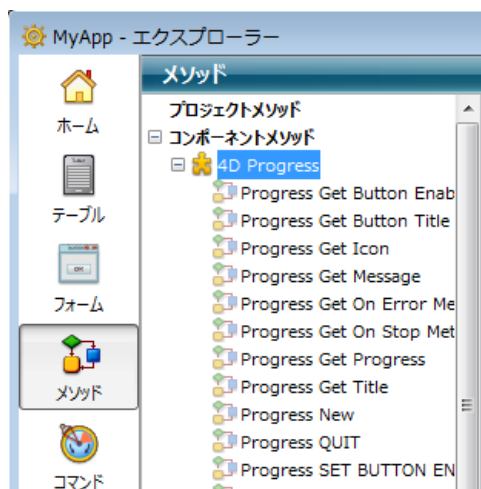 MyApp - エクスプローラー
ホーム
テーブル
フォーム
メソッド
コマンド
メソッド
プロジェクトメソッド
コンポーネントメソッド
4D Progress
Progress Get Button Enab
Progress Get Button Title
Progress Get Icon
Progress Get Message
Progress Get On Error Me
Progress Get On Stop Met
Progress Get Progress
Progress Get Title
Progress New
Progress QUIT
Progress SET BUTTON EN